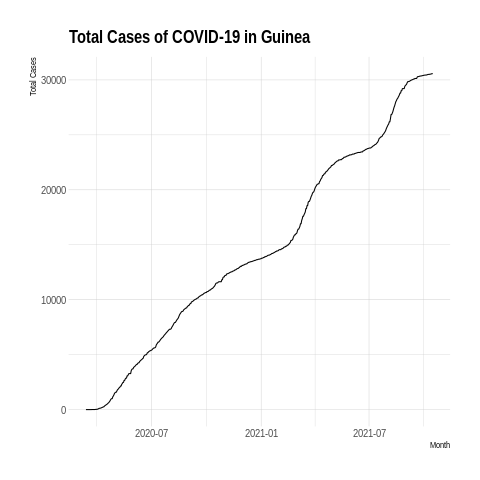 Total Cases of COVID-19 in Guinea
Total Cases
30000
20000
10000
0
2020-07
2021-01
2021-07
Month